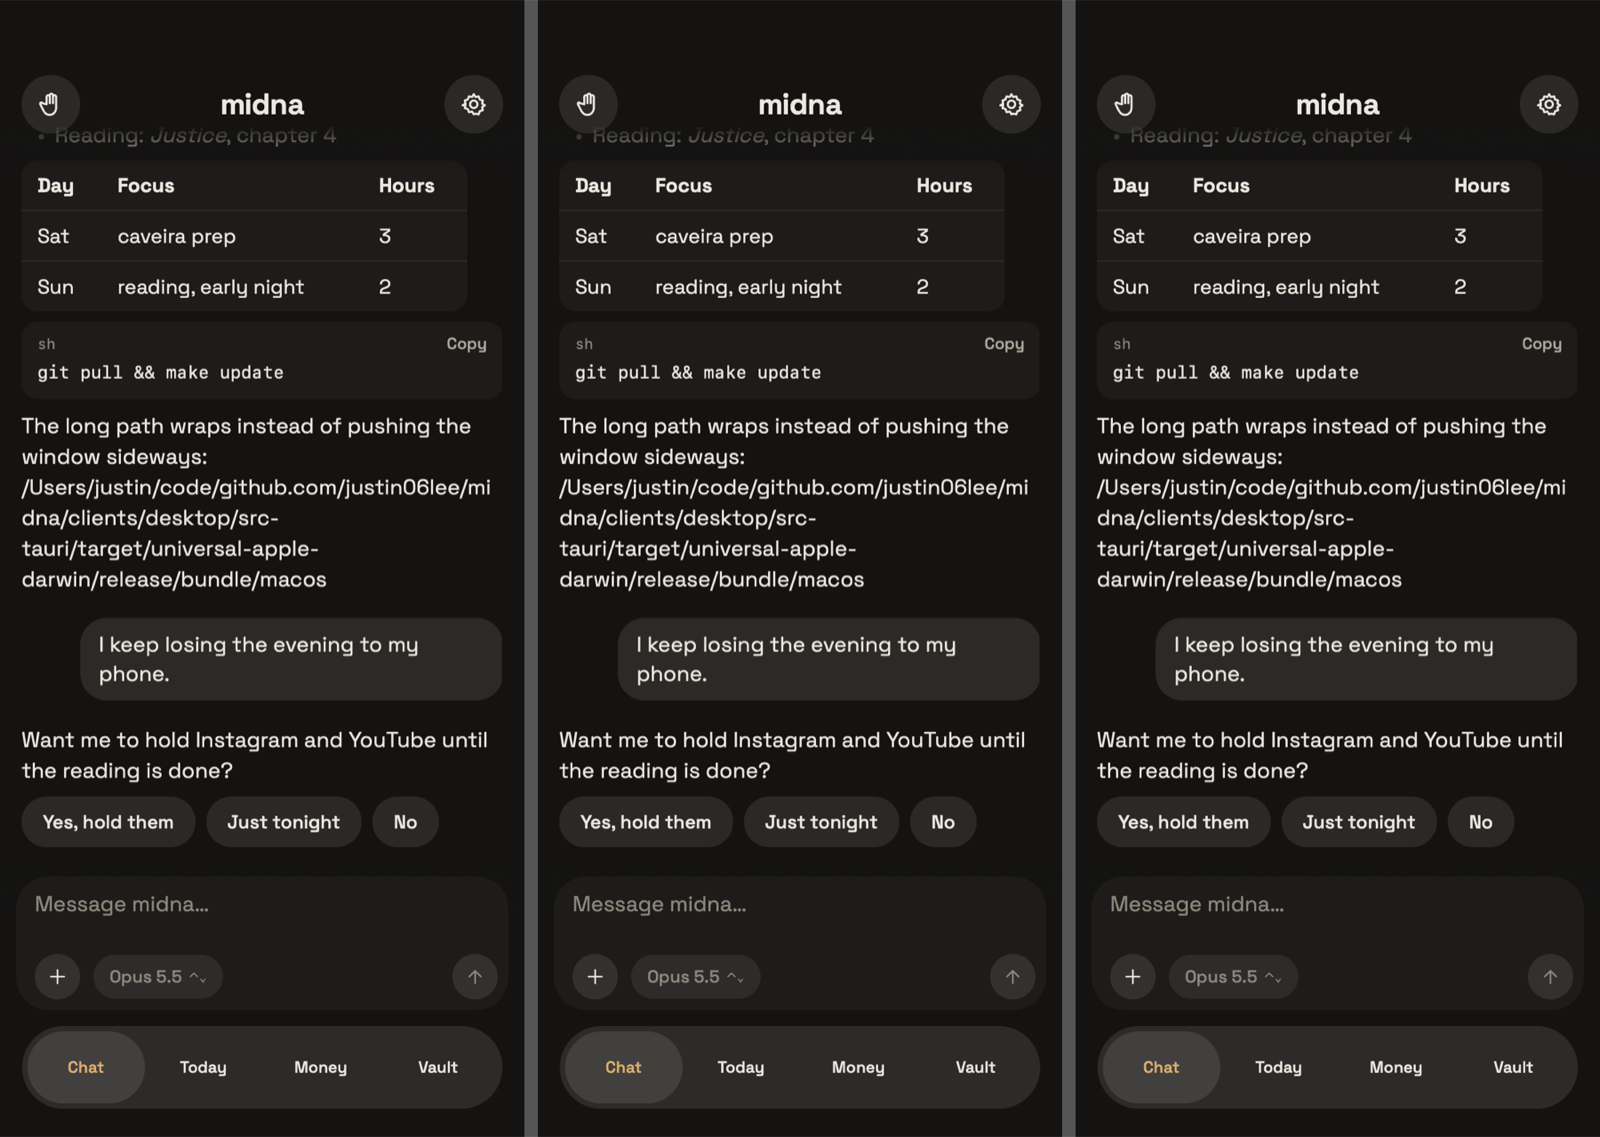 midna
• Reading: Justice, chapter 4
Day Focus Hours
Sat caveira prep 3
Sun reading, early night 2
sh Copy
git pull && make update
The long path wraps instead of pushing the
window sideways:
/Users/justin/code/github.com/justin06lee/mi
dna/clients/desktop/src-
tauri/target/universal-apple-
darwin/release/bundle/macos
I keep losing the evening to my
phone.
Want me to hold Instagram and YouTube until
the reading is done?
Yes, hold them Just tonight No
Message midna...
Opus 5.5
Chat Today Money Vault
midna
• Reading: Justice, chapter 4
Day Focus Hours
Sat caveira prep 3
Sun reading, early night 2
sh Copy
git pull && make update
The long path wraps instead of pushing the
window sideways:
/Users/justin/code/github.com/justin06lee/mi
dna/clients/desktop/src-
tauri/target/universal-apple-
darwin/release/bundle/macos
I keep losing the evening to my
phone.
Want me to hold Instagram and YouTube until
the reading is done?
Yes, hold them Just tonight No
Message midna...
Opus 5.5
Chat Today Money Vault
midna
• Reading: Justice, chapter 4
Day Focus Hours
Sat caveira prep 3
Sun reading, early night 2
sh Copy
git pull && make update
The long path wraps instead of pushing the
window sideways:
/Users/justin/code/github.com/justin06lee/mi
dna/clients/desktop/src-
tauri/target/universal-apple-
darwin/release/bundle/macos
I keep losing the evening to my
phone.
Want me to hold Instagram and YouTube until
the reading is done?
Yes, hold them Just tonight No
Message midna...
Opus 5.5
Chat Today Money Vault